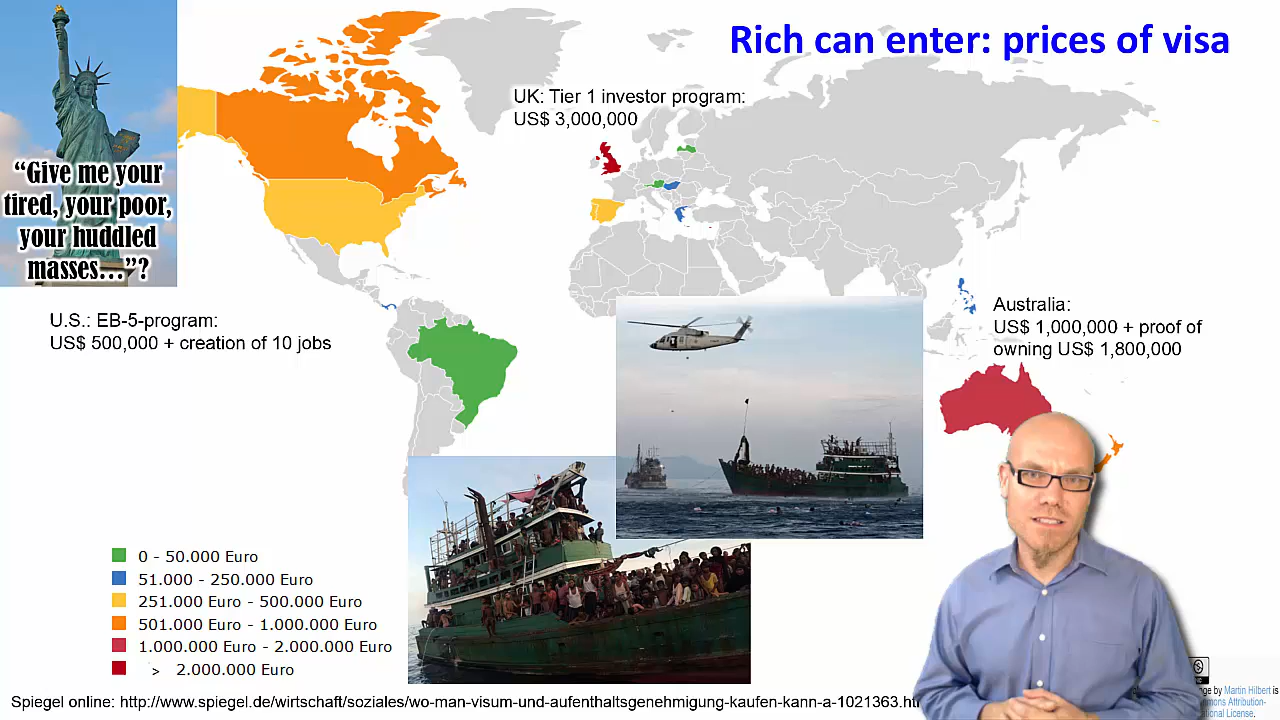 Rich can enter: prices of visa
“Give me your
tired, your poor,
your huddled
masses...”?
UK: Tier 1 investor program:
US$ 3,000,000
U.S.: EB-5-program:
US$ 500,000 + creation of 10 jobs
Australia:
US$ 1,000,000 + proof of
owning US$ 1,800,000
0 - 50.000 Euro
51.000 - 250.000 Euro
251.000 Euro - 500.000 Euro
501.000 Euro - 1.000.000 Euro
1.000.000 Euro - 2.000.000 Euro
> 2.000.000 Euro
Spiegel online: http://www.spiegel.de/wirtschaft/soziales/wo-man-visum-und-aufenthaltsgenehmigung-kaufen-kann-a-1021363.ht
by Martin Hilbert is
Attribution-
License.